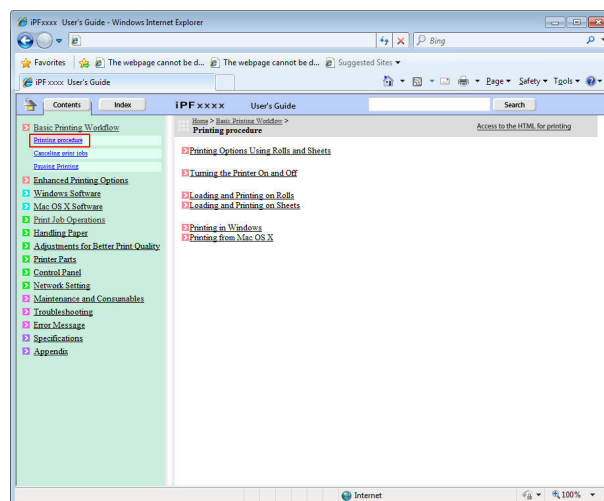 iPFxxxx User's Guide - Windows Internet Explorer
Bing
Favorites The webpage cannot be d... The webpage cannot be d... Suggested Sites
iPF xxxx User's Guide
Page Safety Tools
Contents Index iPFxxxx User's Guide Search
Home > Basic Printing Workflow >
Printing procedure
Access to the HTML for printing
Basic Printing Workflow
Printing procedure
Canceling print jobs
Pausing Printing
Enhanced Printing Options
Windows Software
Mac OS X Software
Print Job Operations
Handling Paper
Adjustments for Better Print Quality
Printer Parts
Control Panel
Network Setting
Maintenance and Consumables
Troubleshooting
Error Message
Specifications
Appendix
Printing Options Using Rolls and Sheets
Turning the Printer On and Off
Loading and Printing on Rolls
Loading and Printing on Sheets
Printing in Windows
Printing from Mac OS X
Internet 100%